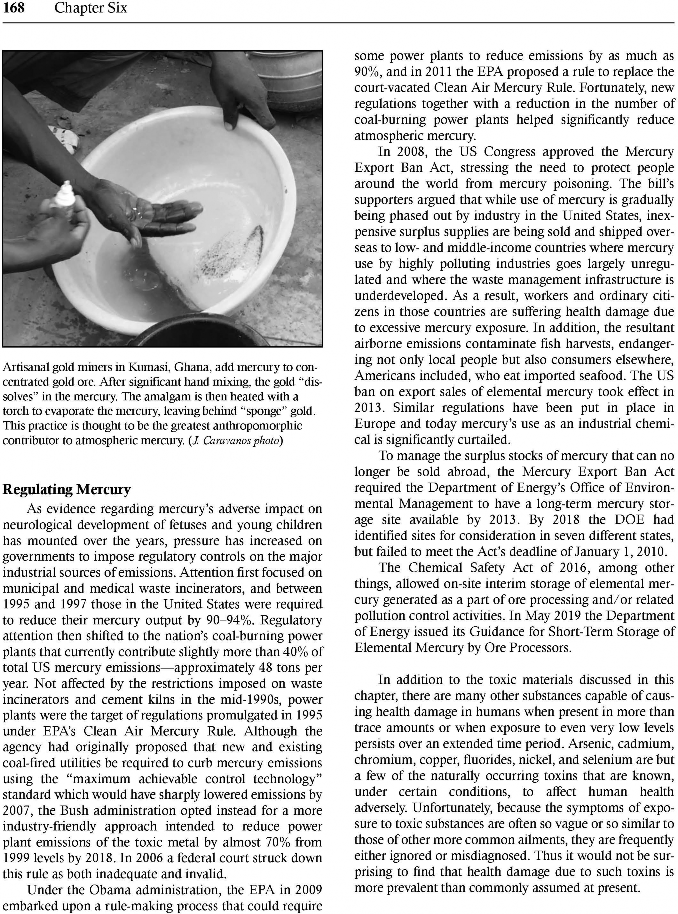 168 Chapter Six
Artisanal gold miners in Kumasi, Ghana, add mercury to con-
centrated gold ore. After significant hand mixing, the gold “dis-
solves” in the mercury. The amalgam is then heated with a
torch to evaporate the mercury, leaving behind “sponge” gold.
This practice is thought to be the greatest anthropomorphic
contributor to atmospheric mercury. (J. Caravanos photo)
Regulating Mercury
As evidence regarding mercury’s adverse impact on
neurological development of fetuses and young children
has mounted over the years, pressure has increased on
governments to impose regulatory controls on the major
industrial sources of emissions. Attention first focused on
municipal and medical waste incinerators, and between
1995 and 1997 those in the United States were required
to reduce their mercury output by 90–94%. Regulatory
attention then shifted to the nation’s coal-burning power
plants that currently contribute slightly more than 40% of
total US mercury emissions—approximately 48 tons per
year. Not affected by the restrictions imposed on waste
incinerators and cement kilns in the mid-1990s, power
plants were the target of regulations promulgated in 1995
under EPA’s Clean Air Mercury Rule. Although the
agency had originally proposed that new and existing
coal-fired utilities be required to curb mercury emissions
using the “maximum achievable control technology”
standard which would have sharply lowered emissions by
2007, the Bush administration opted instead for a more
industry-friendly approach intended to reduce power
plant emissions of the toxic metal by almost 70% from
1999 levels by 2018. In 2006 a federal court struck down
this rule as both inadequate and invalid.
Under the Obama administration, the EPA in 2009
embarked upon a rule-making process that could require
some power plants to reduce emissions by as much as
90%, and in 2011 the EPA proposed a rule to replace the
court-vacated Clean Air Mercury Rule. Fortunately, new
regulations together with a reduction in the number of
coal-burning power plants helped significantly reduce
atmospheric mercury.
In 2008, the US Congress approved the Mercury
Export Ban Act, stressing the need to protect people
around the world from mercury poisoning. The bill’s
supporters argued that while use of mercury is gradually
being phased out by industry in the United States, inex-
pensive surplus supplies are being sold and shipped over-
seas to low- and middle-income countries where mercury
use by highly polluting industries goes largely unregu-
lated and where the waste management infrastructure is
underdeveloped. As a result, workers and ordinary citi-
zens in those countries are suffering health damage due
to excessive mercury exposure. In addition, the resultant
airborne emissions contaminate fish harvests, endanger-
ing not only local people but also consumers elsewhere,
Americans included, who eat imported seafood. The US
ban on export sales of elemental mercury took effect in
2013. Similar regulations have been put in place in
Europe and today mercury’s use as an industrial chemi-
cal is significantly curtailed.
To manage the surplus stocks of mercury that can no
longer be sold abroad, the Mercury Export Ban Act
required the Department of Energy’s Office of Environ-
mental Management to have a long-term mercury stor-
age site available by 2013. By 2018 the DOE had
identified sites for consideration in seven different states,
but failed to meet the Act’s deadline of January 1, 2010.
The Chemical Safety Act of 2016, among other
things, allowed on-site interim storage of elemental mer-
cury generated as a part of ore processing and/or related
pollution control activities. In May 2019 the Department
of Energy issued its Guidance for Short-Term Storage of
Elemental Mercury by Ore Processors.
In addition to the toxic materials discussed in this
chapter, there are many other substances capable of caus-
ing health damage in humans when present in more than
trace amounts or when exposure to even very low levels
persists over an extended time period. Arsenic, cadmium,
chromium, copper, fluorides, nickel, and selenium are but
a few of the naturally occurring toxins that are known,
under certain conditions, to affect human health
adversely. Unfortunately, because the symptoms of expo-
sure to toxic substances are often so vague or so similar to
those of other more common ailments, they are frequently
either ignored or misdiagnosed. Thus it would not be sur-
prising to find that health damage due to such toxins is
more prevalent than commonly assumed at present.